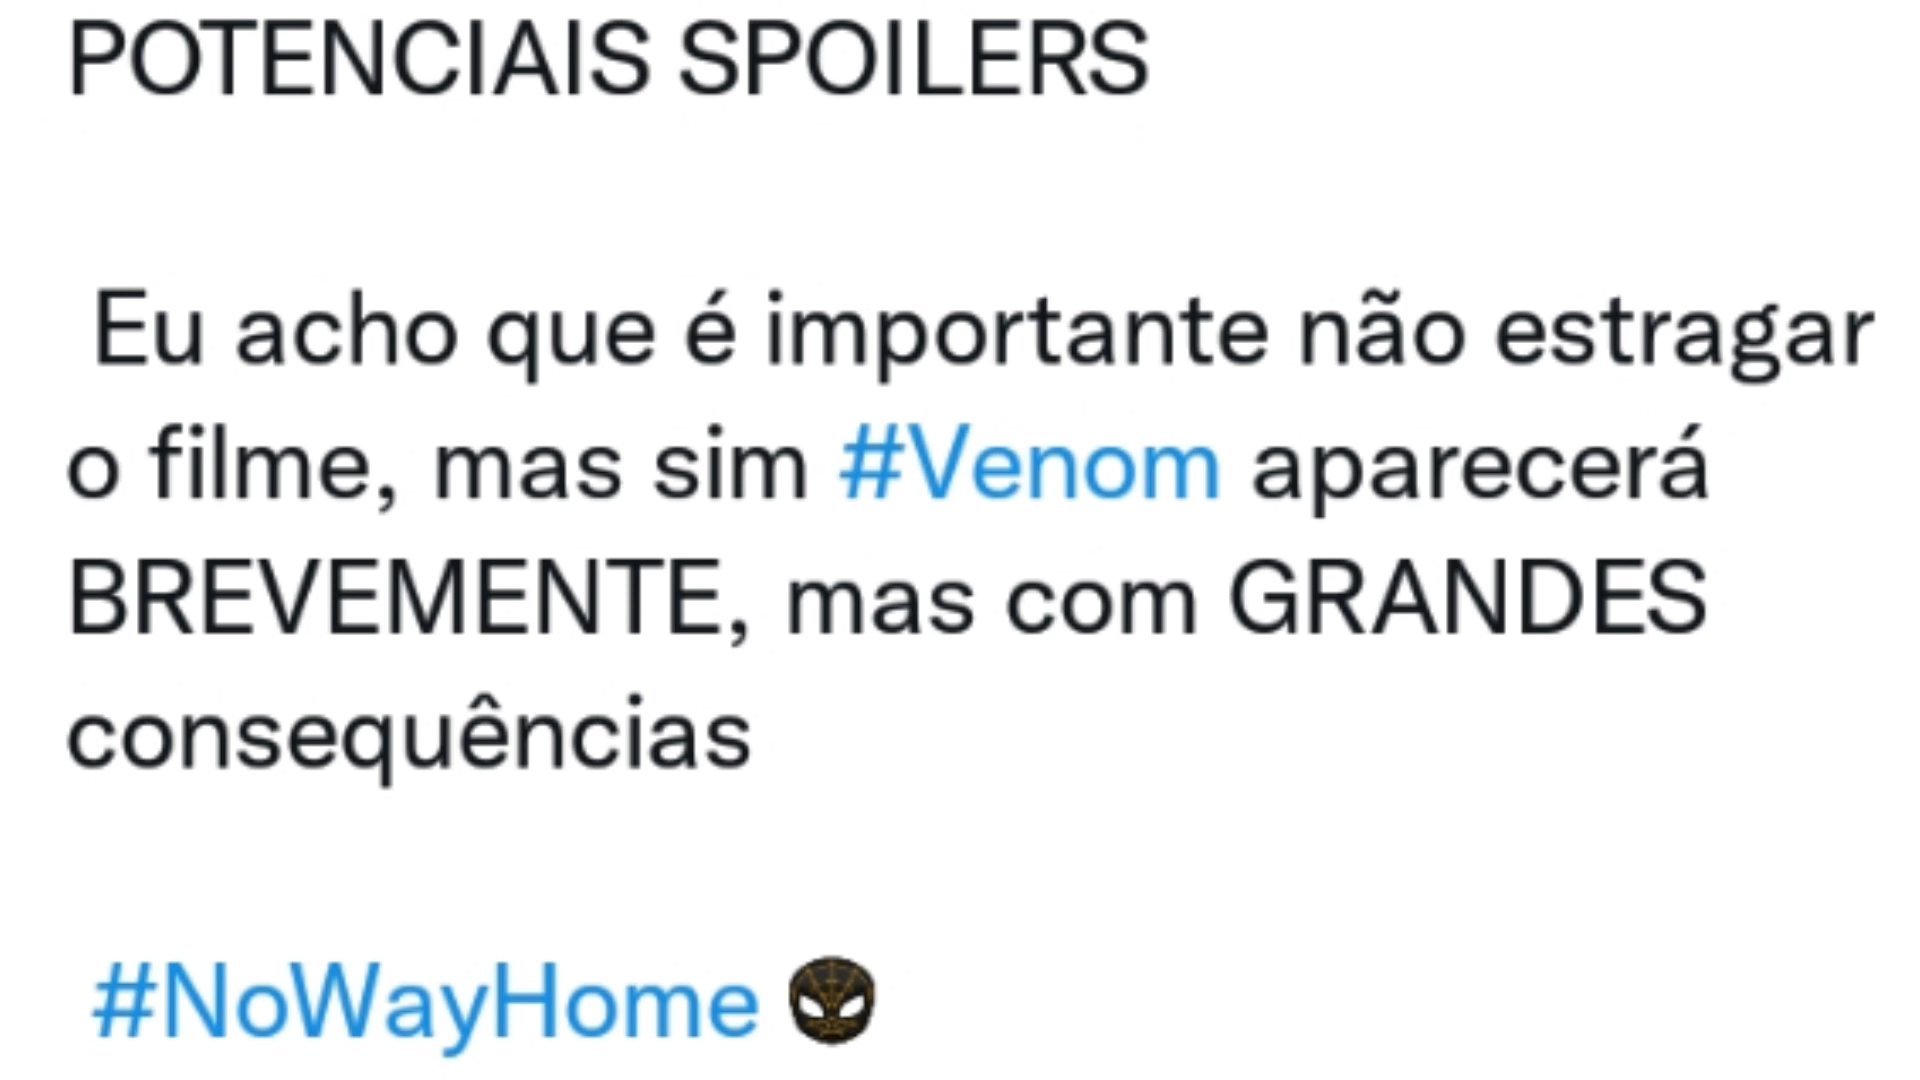 POTENCIAIS SPOILERS
Eu acho que é importante não estragar
o filme, mas sim #Venom aparecerá
BREVEMENTE, mas com GRANDES
consequências
#NoWayHome